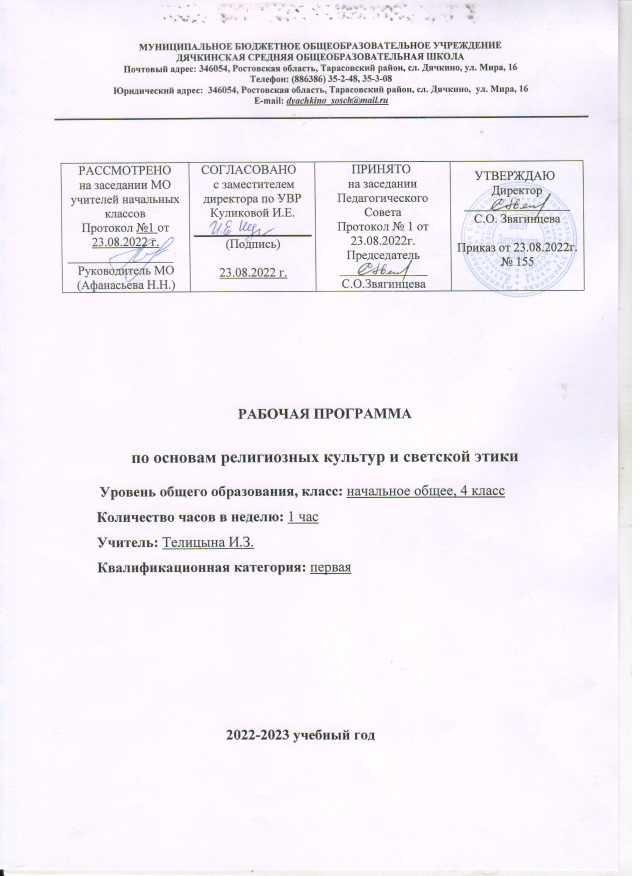 МУНИЦИПАЛЬНОЕ БЮДЖЕТНОЕ ОБЩЕОБРАЗОВАТЕЛЬНОЕ УЧРЕЖДЕНИЕ
ДЯЧКИНСКАЯ СРЕДНЯЯ ОБЩЕОБРАЗОВАТЕЛЬНАЯ ШКОЛА
Почтовый адрес: 346054, Ростовская область, Тарасовский район, сл. Дячкино, ул. Мира, 16
Телефон: (886386) 35-2-48, 35-3-08
Юридический адрес: 346054, Ростовская область, Тарасовский район, сл. Дячкино, ул. Мира, 16
E-mail: dyachkino_sosch@mail.ru
РАССМОТРЕНО
на заседании МО
учителей начальных
классов
Протокол №1 от
23.08.2022 г.
Руководитель МО
(Афанасьева Н.Н.)
СОГЛАСОВАНО
с заместителем
директора по УВР
Куликовой И.Е.
(Подпись)
23.08.2022 г.
ПРИНЯТО
на заседании
Педагогического
Совета
Протокол № 1 от
23.08.2022г.
Председатель
С.О.Звягинцева
УТВЕРЖДАЮ
Директор
С.О. Звягинцева
Приказ от 23.08.2022г.
№ 155
РАБОЧАЯ ПРОГРАММА
по основам религиозных культур и светской этики
Уровень общего образования, класс: начальное общее, 4 класс
Количество часов в неделю: 1 час
Учитель: Телицына И.З.
Квалификационная категория: первая
2022-2023 учебный год